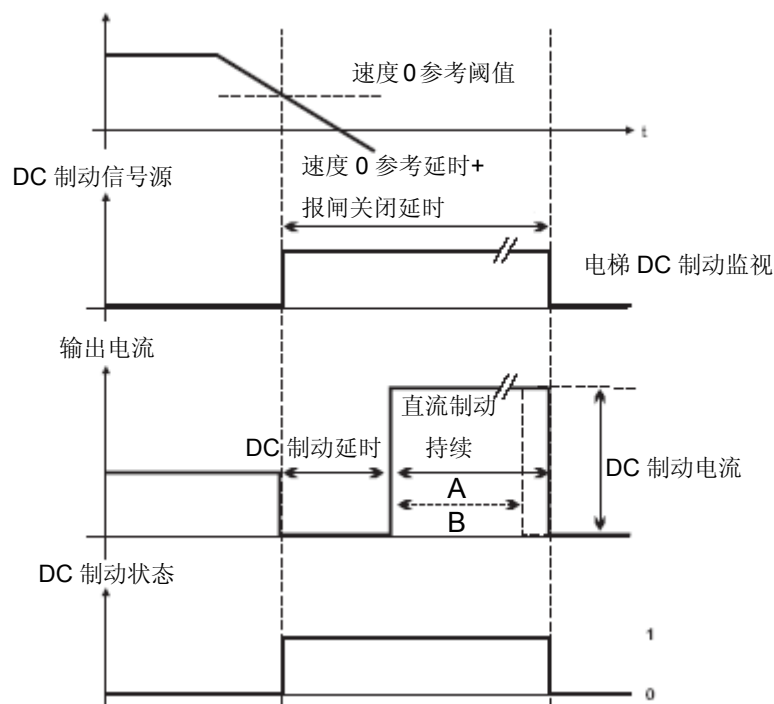 速度 0 参考阈值
t
DC 制动信号源
速度 0 参考延时+
报闸关闭延时
电梯 DC 制动监视
输出电流
直流制动
DC 制动延时
持续
DC 制动电流
A
B
DC 制动状态
1
0